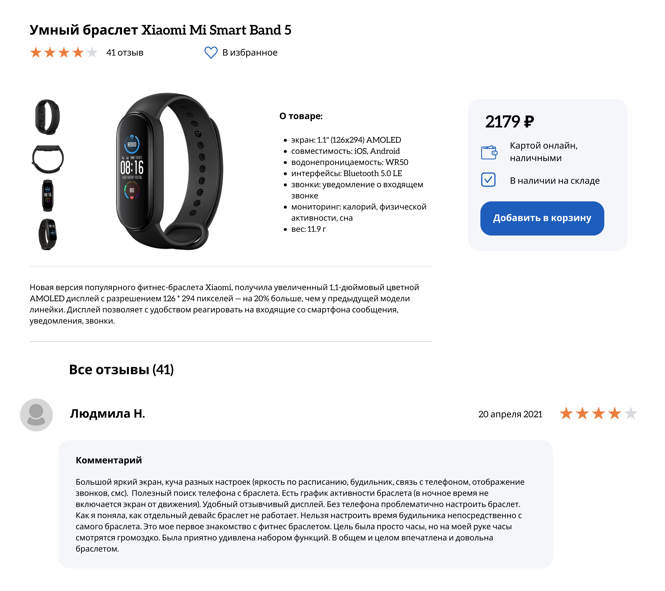 Умный браслет Xiaomi Mi Smart Band 5
41 отзыв
В избранное
08:16
О товаре:
экран: 1.1" (126x294) AMOLED
совместимость: iOS, Android
водонепроницаемость: WR50
интерфейсы: Bluetooth 5.0 LE
звонки: уведомление о входящем
звонке
мониторинг: калорий, физической
активности, сна
вес: 11.9 г
2179 ₽
Картой онлайн,
наличными
В наличии на складе
Добавить в корзину
Новая версия популярного фитнес-браслета Xiaomi, получила увеличенный 1,1-дюймовый цветной
AMOLED дисплей с разрешением 126 * 294 пикселей — на 20% больше, чем у предыдущей модели
линейки. Дисплей позволяет с удобством реагировать на входящие со смартфона сообщения,
уведомления, звонки.
Все отзывы (41)
Людмила Н.
20 апреля 2021
Комментарий
Большой яркий экран, куча разных настроек (яркость по расписанию, будильник, связь с телефоном, отображение
звонков, смс). Полезный поиск телефона с браслета. Есть график активности браслета (в ночное время не
включается экран от движения). Удобный отзывчивый дисплей. Без телефона проблематично настроить браслет.
Как я поняла, как отдельный девайс браслет не работает. Нельзя настроить время будильника непосредственно с
самого браслета. Это мое первое знакомство с фитнес браслетом. Цель была просто часы, но на моей руке часы
смотрятся громоздко. Была приятно удивлена набором функций. В общем и целом впечатлена и довольна
браслетом.